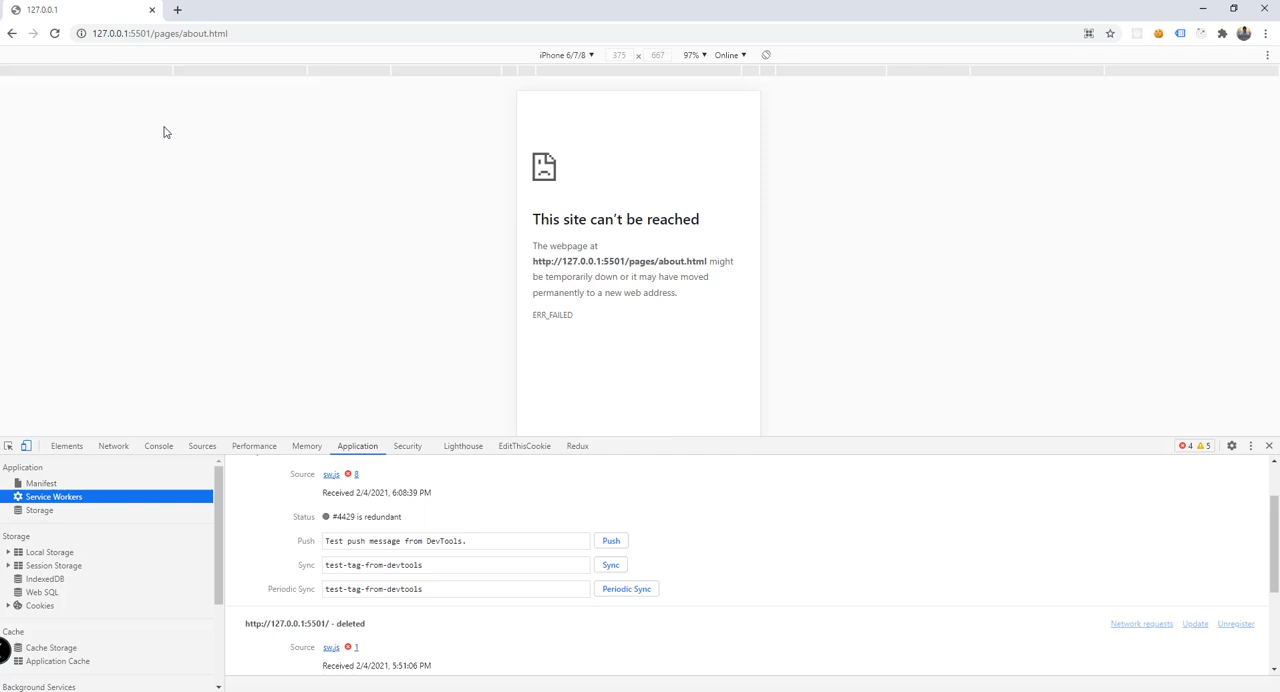 127.0.0.1
127.0.0.1:5501/pages/about.html
iPhone 6/7/8 375 x 667 97% Online
This site can't be reached
The webpage at
http://127.0.0.1:5501/pages/about.html might
be temporarily down or it may have moved
permanently to a new web address.
ERR_FAILED
Elements Network Console Sources Performance Memory Application Security Lighthouse EditThisCookie Redux 4 5
Application
Manifest
Service Workers
Storage
Storage
Local Storage
Session Storage
IndexedDB
Web SQL
Cookies
Cache
Cache Storage
Application Cache
Background Services
Source sw.js 8
Received 2/4/2021, 6:08:39 PM
Status #4429 is redundant
Push Test push message from DevTools. Push
Sync test-tag-from-devtools Sync
Periodic Sync test-tag-from-devtools Periodic Sync
http://127.0.0.1:5501/ - deleted Network requests Update Unregister
Source sw.js 1
Received 2/4/2021, 5:51:06 PM